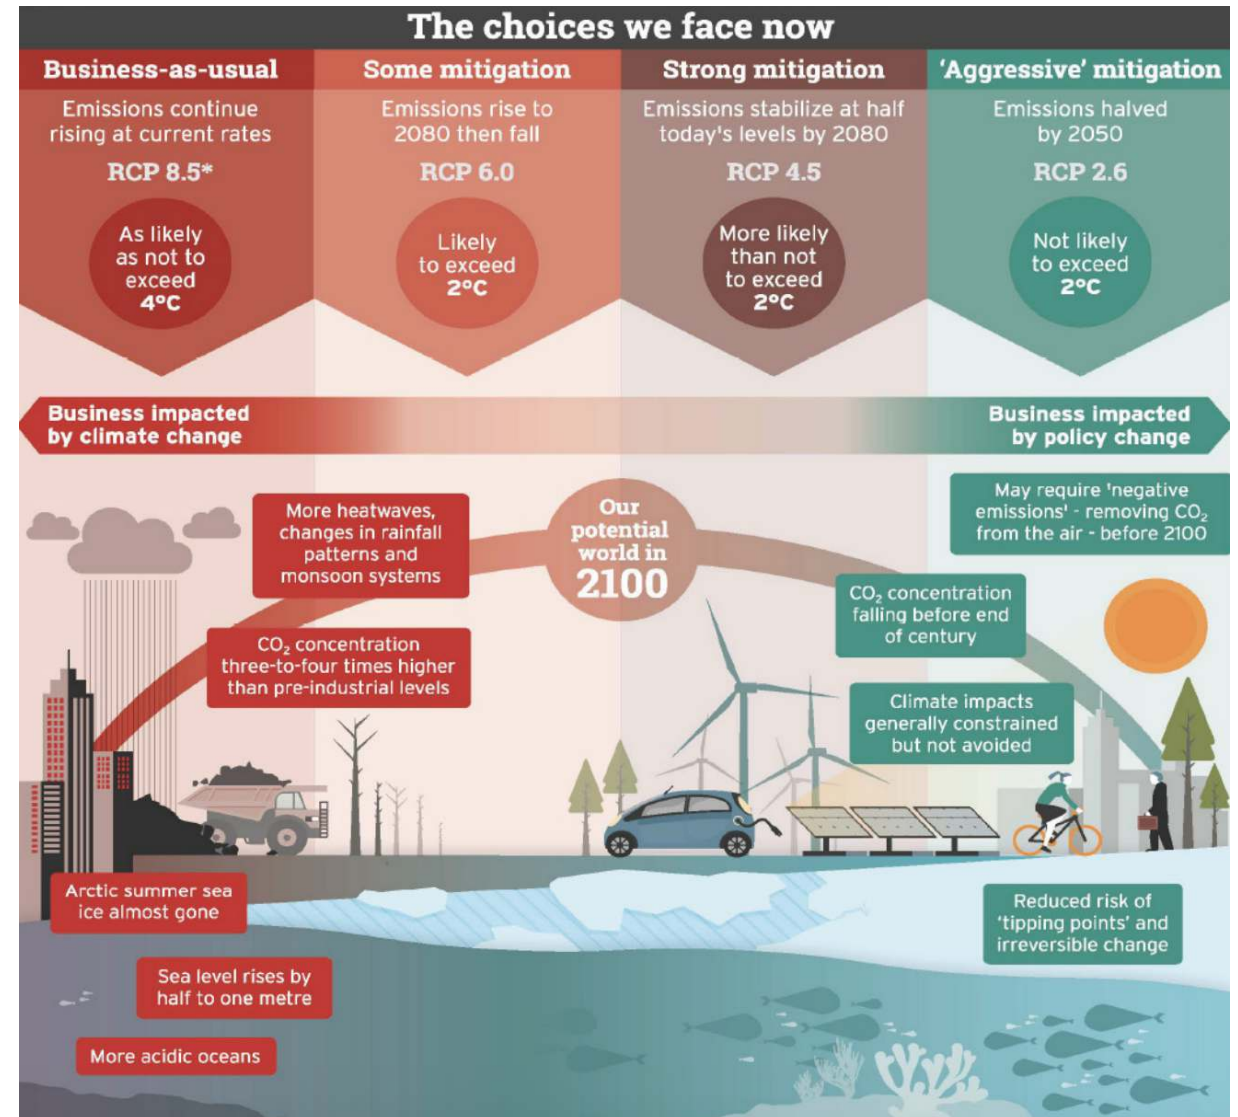 The choices we face now
Business-as-usual
Emissions continue
rising at current rates
RCP 8.5*
As likely
as not to
exceed
4°C
Some mitigation
Emissions rise to
2080 then fall
RCP 6.0
Likely
to exceed
2°C
Strong mitigation
Emissions stabilize at half
today's levels by 2080
RCP 4.5
More likely
than not
to exceed
2°C
'Aggressive' mitigation
Emissions halved
by 2050
RCP 2.6
Not likely
to exceed
2°C
Business impacted
by climate change
Business impacted
by policy change
Our
potential
world in
2100
More heatwaves,
changes in rainfall
patterns and
monsoon systems
CO₂ concentration
three-to-four times higher
than pre-industrial levels
Arctic summer sea
ice almost gone
Sea level rises by
half to one metre
More acidic oceans
May require 'negative
emissions' - removing CO₂
from the air - before 2100
CO₂ concentration
falling before end
of century
Climate impacts
generally constrained
but not avoided
Reduced risk of
'tipping points' and
irreversible change